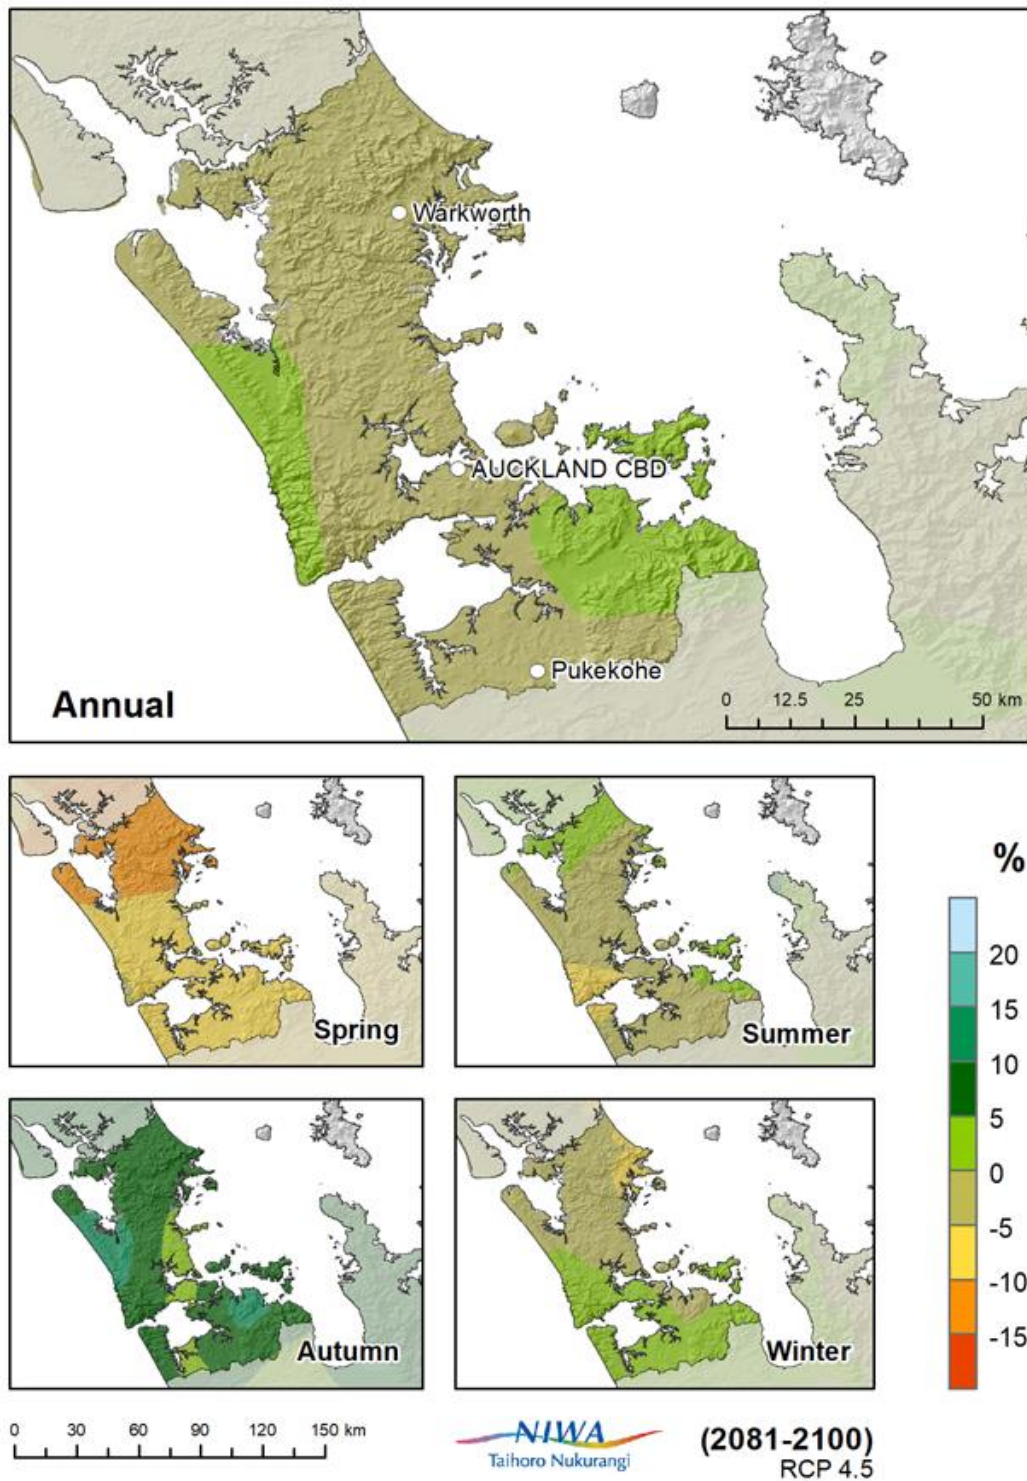 Warkworth
AUCKLAND CBD
Pukekohe
Annual
0 12.5 25 50 km
Spring
Summer
%
20
15
10
5
0
-5
-10
-15
Autumn
Winter
0 30 60 90 120 150 km
NIWA
Taihoro Nukurangi
(2081-2100)
RCP 4.5